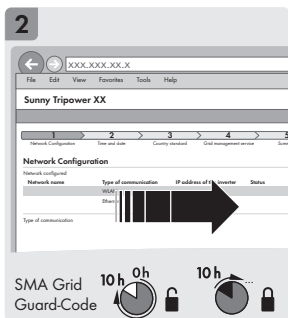 2
XXX.XXX.XX.X
File Edit View Favorites Tools Help
Sunny Tripower XX
1 2 3 4 5
Network Configuration Time and date Country standard Grid management service
Network Configuration
Network configured
Network name Type of communication IP address of the inverter Status
WLAN
Type of communication
SMA Grid
Guard-Code
10 h 0 h
10 h ...